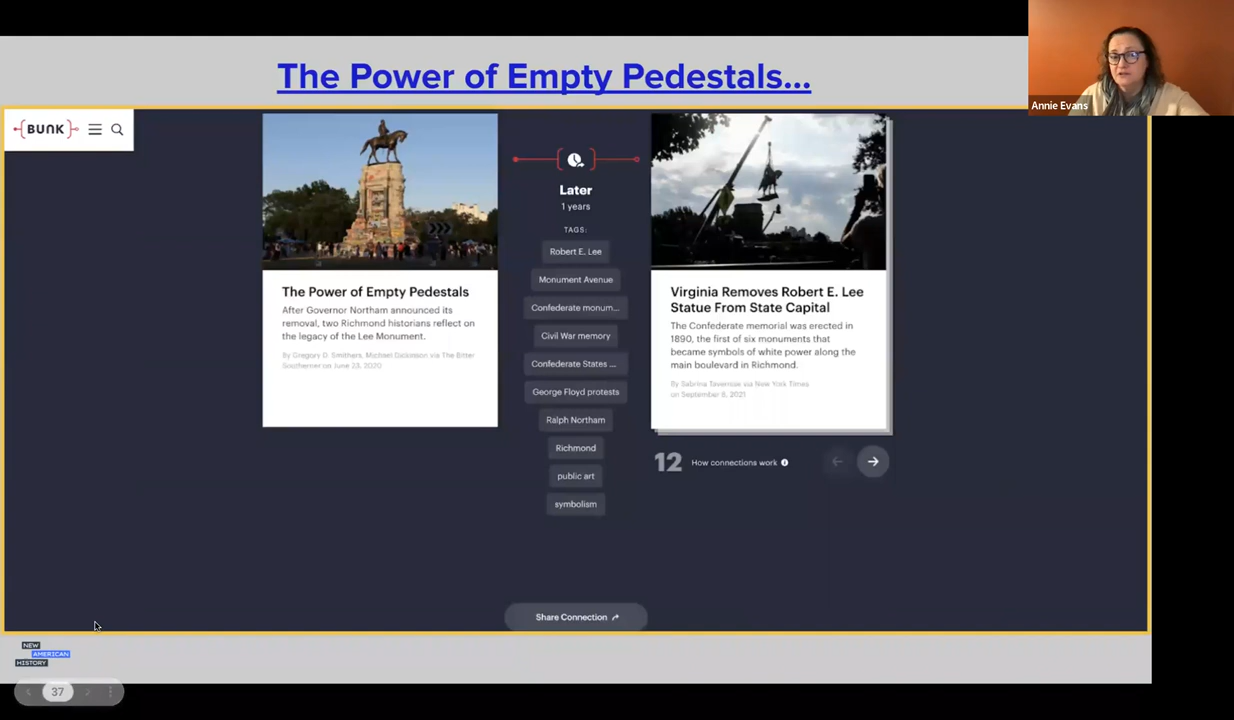 The Power of Empty Pedestals...
Annie Evans
BUNK
Later
1 years
TAGS:
Robert E. Lee
Monument Avenue
Confederate monum...
Civil War memory
Confederate States ...
George Floyd protests
Ralph Northam
Richmond
public art
symbolism
The Power of Empty Pedestals
After Governor Northam announced its
removal, two Richmond historians reflect on
the legacy of the Lee Monument.
By Gregory D. Smithers, Michael Dickinson via The Bitter
Southerner on June 23, 2020
Virginia Removes Robert E. Lee
Statue From State Capital
The Confederate memorial was erected in
1890, the first of six monuments that
became symbols of white power along the
main boulevard in Richmond.
By Sabrina Tavernise via New York Times
on September 8, 2021
12
How connections work
Share Connection
NEW
AMERICAN
HISTORY
37